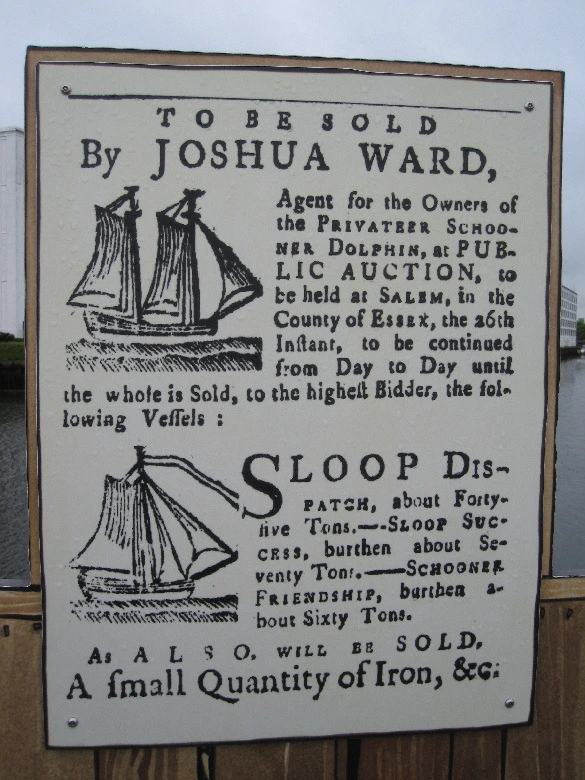 TO BE SOLD
By JOSHUA WARD,
Agent for the Owners of
the PRIVATEER SCHOO-
NER DOLPHIN, at PUB-
LIC AUCTION, to
be held at SALEM, in the
County of ESSEX, the 26th
Inſtant, to be continued
from Day to Day until
the whole is Sold, to the higheſt Bidder, the fol-
lowing Veſſels :
SLOOP DIS-
PATCH, about Forty-
five Tons.—SLOOP SUC-
CESS, burthen about Se-
venty Tons.—SCHOONER
FRIENDSHIP, burthen a-
bout Sixty Tons.
As ALSO, WILL BE SOLD,
A ſmall Quantity of Iron, &c.